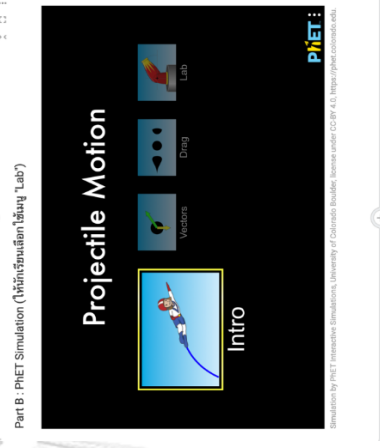 Part B : PhET Simulation (ให้นักเรียนเลือกใช้เมนู "Lab")
Projectile Motion
Intro
Vectors
Drag
Lab
PhET
Simulation by PhET Interactive Simulations, University of Colorado Boulder, license under CC-BY 4.0, https://phet.colorado.edu.